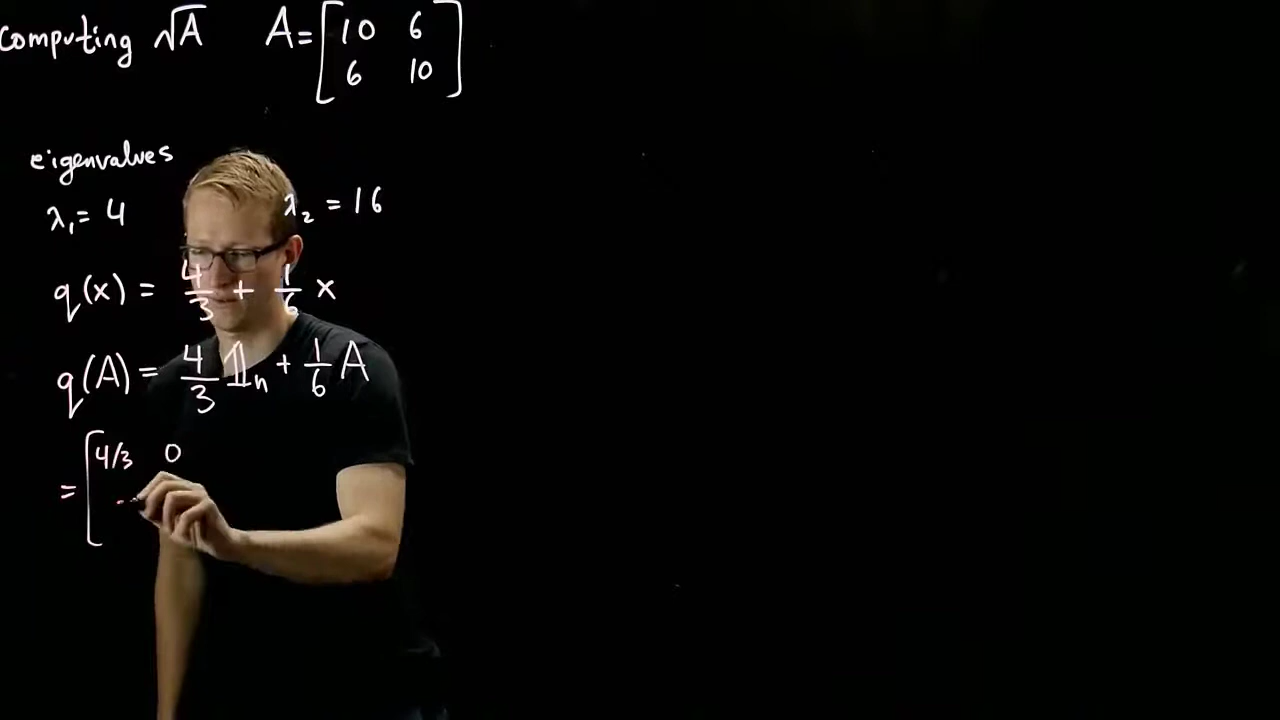 computing √A A = [10 6
6 10]
eigenvalues
λ₁ = 4 λ₂ = 16
q(x) = 4/3 + 1/6 x
q(A) = 4/3 𝟙ₙ + 1/6 A
= [4/3 0